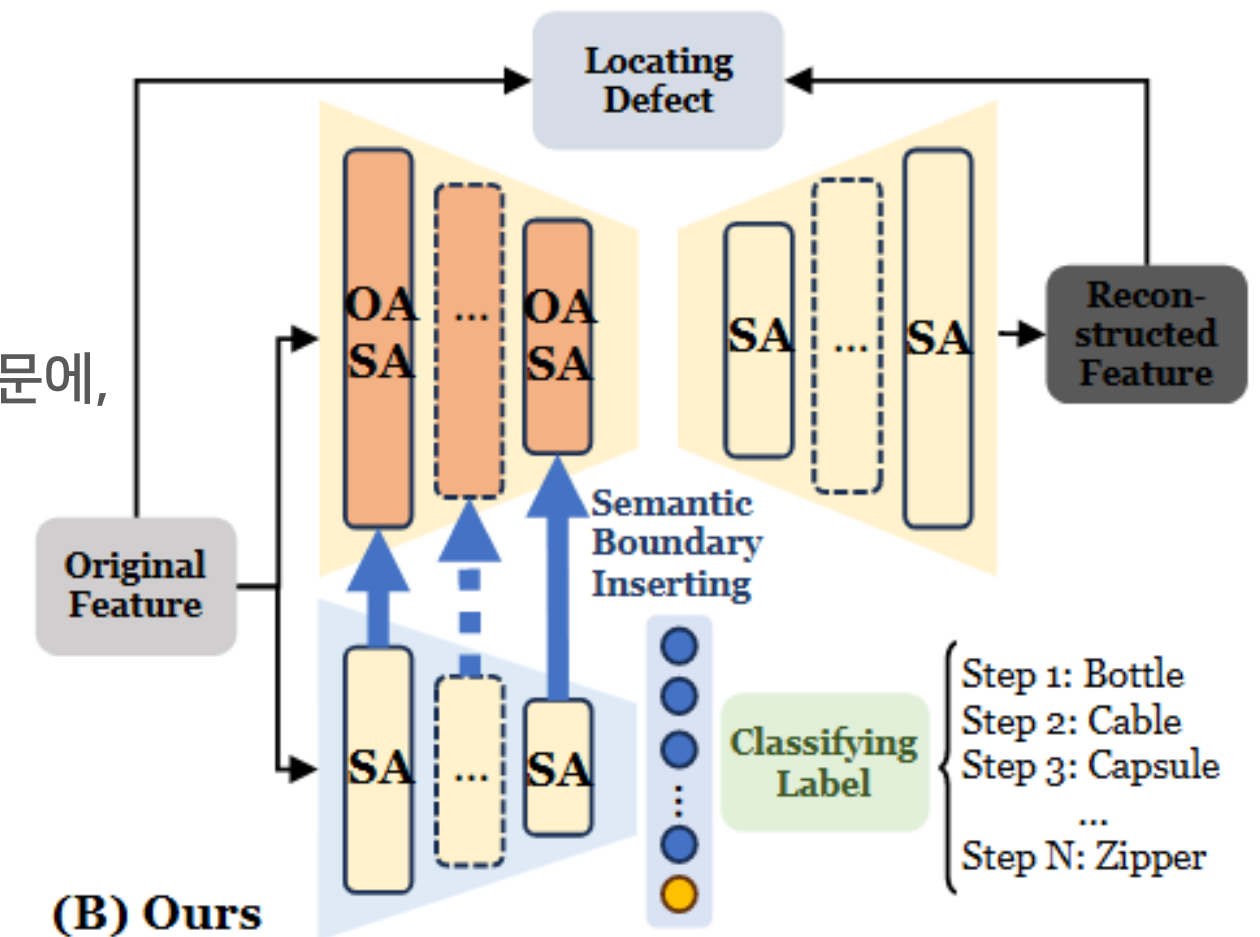 Locating
Defect
OA
SA
...
OA
SA
SA
...
SA
Recon-
structed
Feature
문에,
Semantic
Boundary
Inserting
Original
Feature
SA
...
SA
Classifying
Label
Step 1: Bottle
Step 2: Cable
Step 3: Capsule
...
Step N: Zipper
(B) Ours